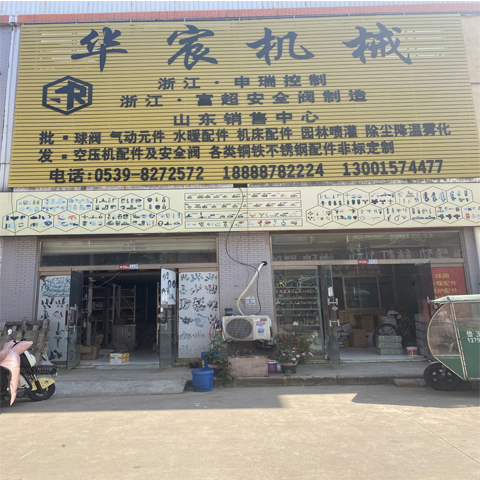 华宸机械
浙江·申瑞控制
浙江·富超安全阀制造
山东销售中心
批：球阀 气动元件 水暖配件 机床配件 园林喷灌 除尘降温雾化
发：空压机配件及安全阀 各类铜铁不锈钢配件非标定制
电话：0539-8272572 18888782224 13001574477
球阀